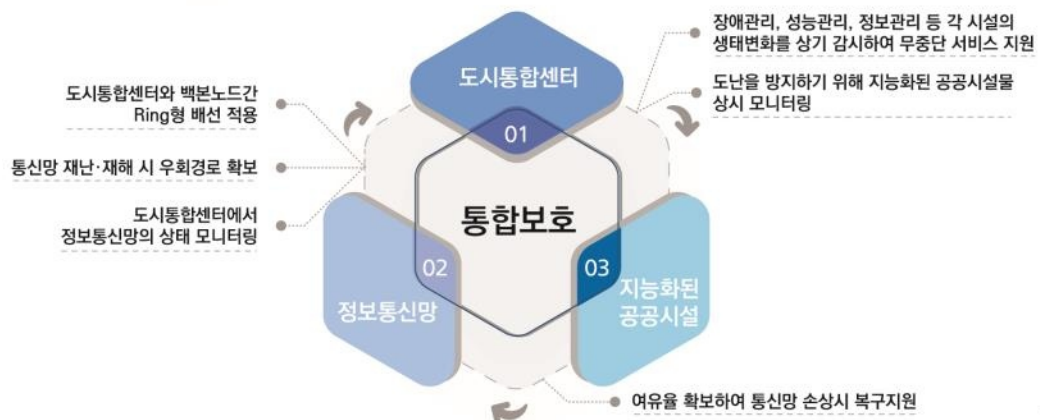 장애관리, 성능관리, 정보관리 등 각 시설의
생태변화를 상기 감시하여 무중단 서비스 지원
도난을 방지하기 위해 지능화된 공공시설물
상시 모니터링
도시통합센터
01
도시통합센터와 백본노드간
Ring형 배선 적용
통신망 재난·재해 시 우회경로 확보
도시통합센터에서
정보통신망의 상태 모니터링
통합보호
02
정보통신망
03
지능화된
공공시설
여유율 확보하여 통신망 손상시 복구지원